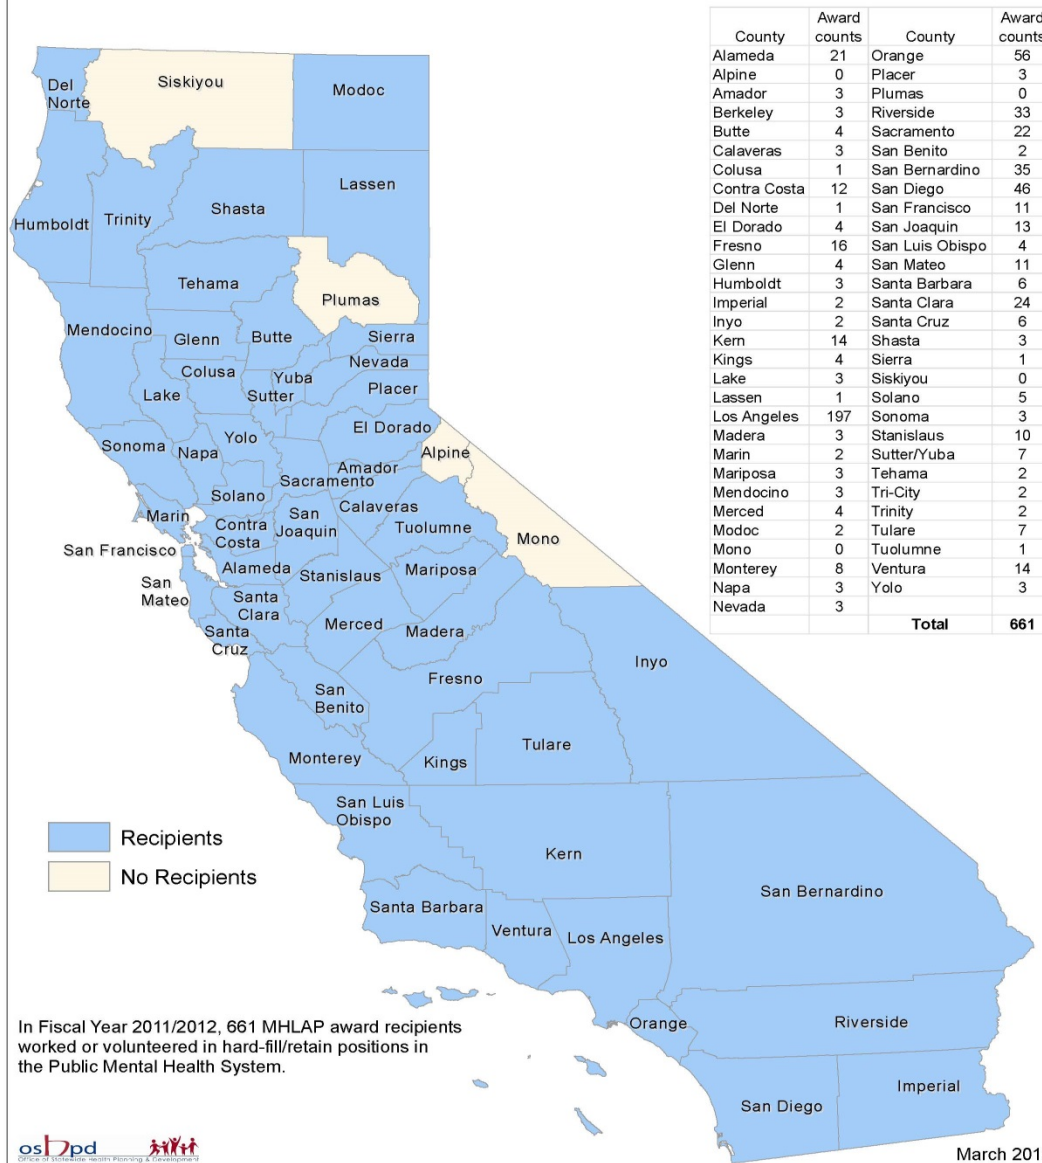 Award Award
County counts County counts
Alameda 21 Orange 56
Alpine 0 Placer 3
Amador 3 Plumas 0
Berkeley 3 Riverside 33
Butte 4 Sacramento 22
Calaveras 3 San Benito 2
Colusa 1 San Bernardino 35
Contra Costa 12 San Diego 46
Del Norte 1 San Francisco 11
El Dorado 4 San Joaquin 13
Fresno 16 San Luis Obispo 4
Glenn 4 San Mateo 11
Humboldt 3 Santa Barbara 6
Imperial 2 Santa Clara 24
Inyo 2 Santa Cruz 6
Kern 14 Shasta 3
Kings 4 Sierra 1
Lake 3 Siskiyou 0
Lassen 1 Solano 5
Los Angeles 197 Sonoma 3
Madera 3 Stanislaus 10
Marin 2 Sutter/Yuba 7
Mariposa 3 Tehama 2
Mendocino 3 Tri-City 2
Merced 4 Trinity 2
Modoc 2 Tulare 7
Mono 0 Tuolumne 1
Monterey 8 Ventura 14
Napa 3 Yolo 3
Nevada 3
Total 661
Del
Norte
Siskiyou
Modoc
Humboldt
Trinity
Shasta
Lassen
Tehama
Plumas
Mendocino
Glenn
Butte
Sierra
Colusa
Yuba
Nevada
Lake
Sutter
Placer
Sonoma
Napa
Yolo
El Dorado
Alpine
Amador
Sacramento
Solano
Calaveras
Marin
Contra
Costa
San
Joaquin
Tuolumne
Mono
San Francisco
Alameda
Stanislaus
Mariposa
San
Mateo
Santa
Clara
Merced
Madera
Santa
Cruz
Inyo
Fresno
San
Benito
Tulare
Monterey
Kings
San Luis
Obispo
Recipients
No Recipients
Kern
San Bernardino
Santa Barbara
Ventura
Los Angeles
Orange
Riverside
Imperial
San Diego
In Fiscal Year 2011/2012, 661 MHLAP award recipients
worked or volunteered in hard-fill/retain positions in
the Public Mental Health System.
oshpd
Office of Statewide Health Planning & Development
March 201